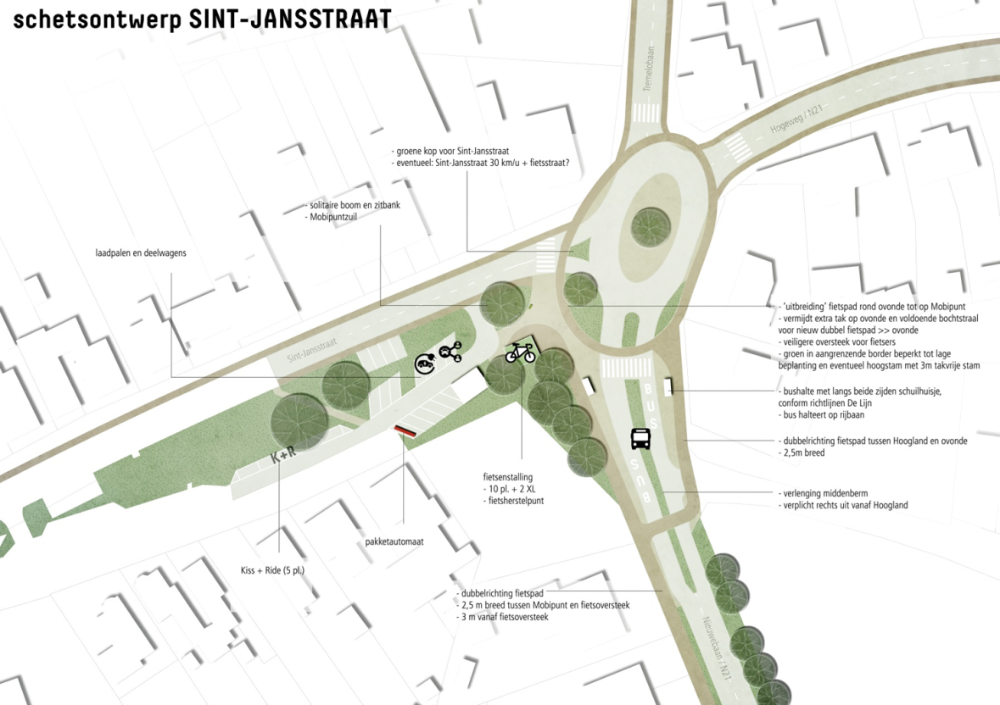 schetsontwerp SINT-JANSSTRAAT
Tremelobaan
Hogeweg / N21
- groene kop voor Sint-Jansstraat
- eventueel: Sint-Jansstraat 30 km/u + fietsstraat?
- solitaire boom en zitbank
- Mobipuntzuil
laadpalen en deelwagens
Sint-Jansstraat
- 'uitbreiding' fietspad rond ovonde tot op Mobipunt
- vermijdt extra tak op ovonde en voldoende bochtstraal
voor nieuw dubbel fietspad >> ovonde
- veiligere oversteek voor fietsers
- groen in aangrenzende border beperkt tot lage
beplanting en eventueel hoogstam met 3m takvrije stam
- bushalte met langs beide zijden schuilhuisje,
conform richtlijnen De Lijn
- bus halteert op rijbaan
BUS
BUS
- dubbelrichting fietspad tussen Hoogland en ovonde
- 2,5m breed
K+R
fietsenstalling
- 10 pl. + 2 XL
- fietsherstelpunt
- verlenging middenberm
- verplicht rechts uit vanaf Hoogland
pakketautomaat
Kiss + Ride (5 pl.)
- dubbelrichting fietspad
- 2,5 m breed tussen Mobipunt en fietsoversteek
- 3 m vanaf fietsoversteek
Nieuwebaan / N21